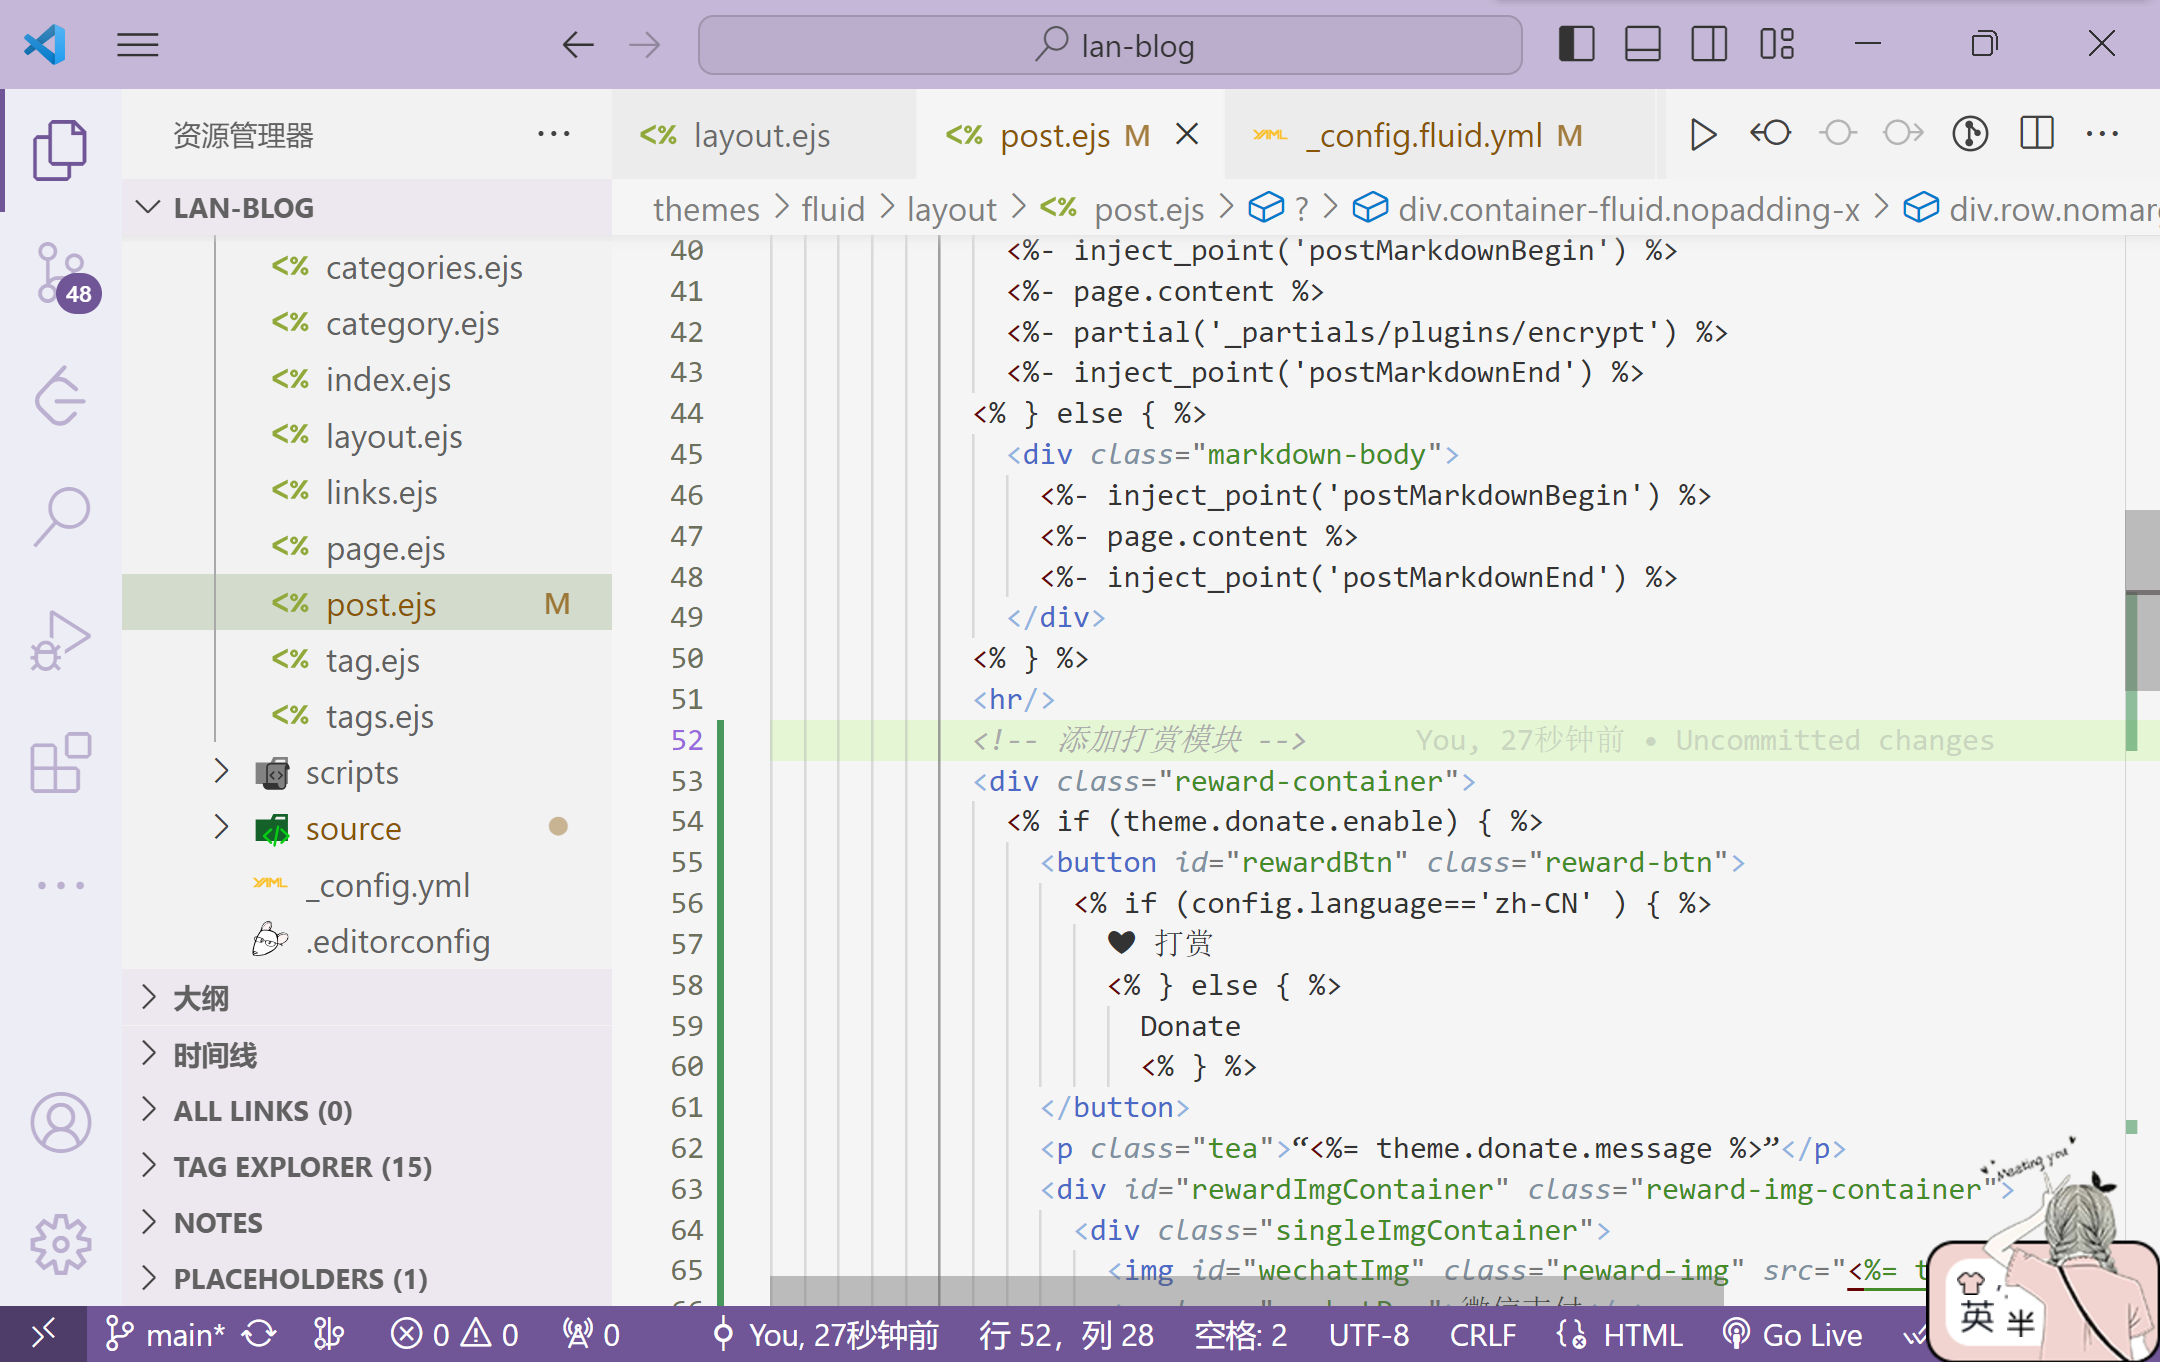 lan-blog
资源管理器
layout.ejs
post.ejs M
YAML _config.fluid.yml M
LAN-BLOG
themes > fluid > layout > <% post.ejs > ? > div.container-fluid.nopadding-x > div.row.nomar
categories.ejs
category.ejs
index.ejs
layout.ejs
links.ejs
page.ejs
post.ejs M
tag.ejs
tags.ejs
scripts
source
YAML _config.yml
.editorconfig
大纲
时间线
ALL LINKS (0)
TAG EXPLORER (15)
NOTES
PLACEHOLDERS (1)
48
40 <%- inject_point('postMarkdownBegin') %>
41 <%- page.content %>
42 <%- partial('_partials/plugins/encrypt') %>
43 <%- inject_point('postMarkdownEnd') %>
44 <% } else { %>
45 <div class="markdown-body">
46 <%- inject_point('postMarkdownBegin') %>
47 <%- page.content %>
48 <%- inject_point('postMarkdownEnd') %>
49 </div>
50 <% } %>
51 <hr/>
52 <!-- 添加打赏模块 --> You, 27秒钟前 • Uncommitted changes
53 <div class="reward-container">
54 <% if (theme.donate.enable) { %>
55 <button id="rewardBtn" class="reward-btn">
56 <% if (config.language=='zh-CN' ) { %>
57 ❤ 打赏
58 <% } else { %>
59 Donate
60 <% } %>
61 </button>
62 <p class="tea">“<%= theme.donate.message %>”</p>
63 <div id="rewardImgContainer" class="reward-img-container">
64 <div class="singleImgContainer">
65 <img id="wechatImg" class="reward-img" src="<%= t
Meeting you
英 半
main* 0 0 0 You, 27秒钟前 行 52，列 28 空格: 2 UTF-8 CRLF HTML Go Live